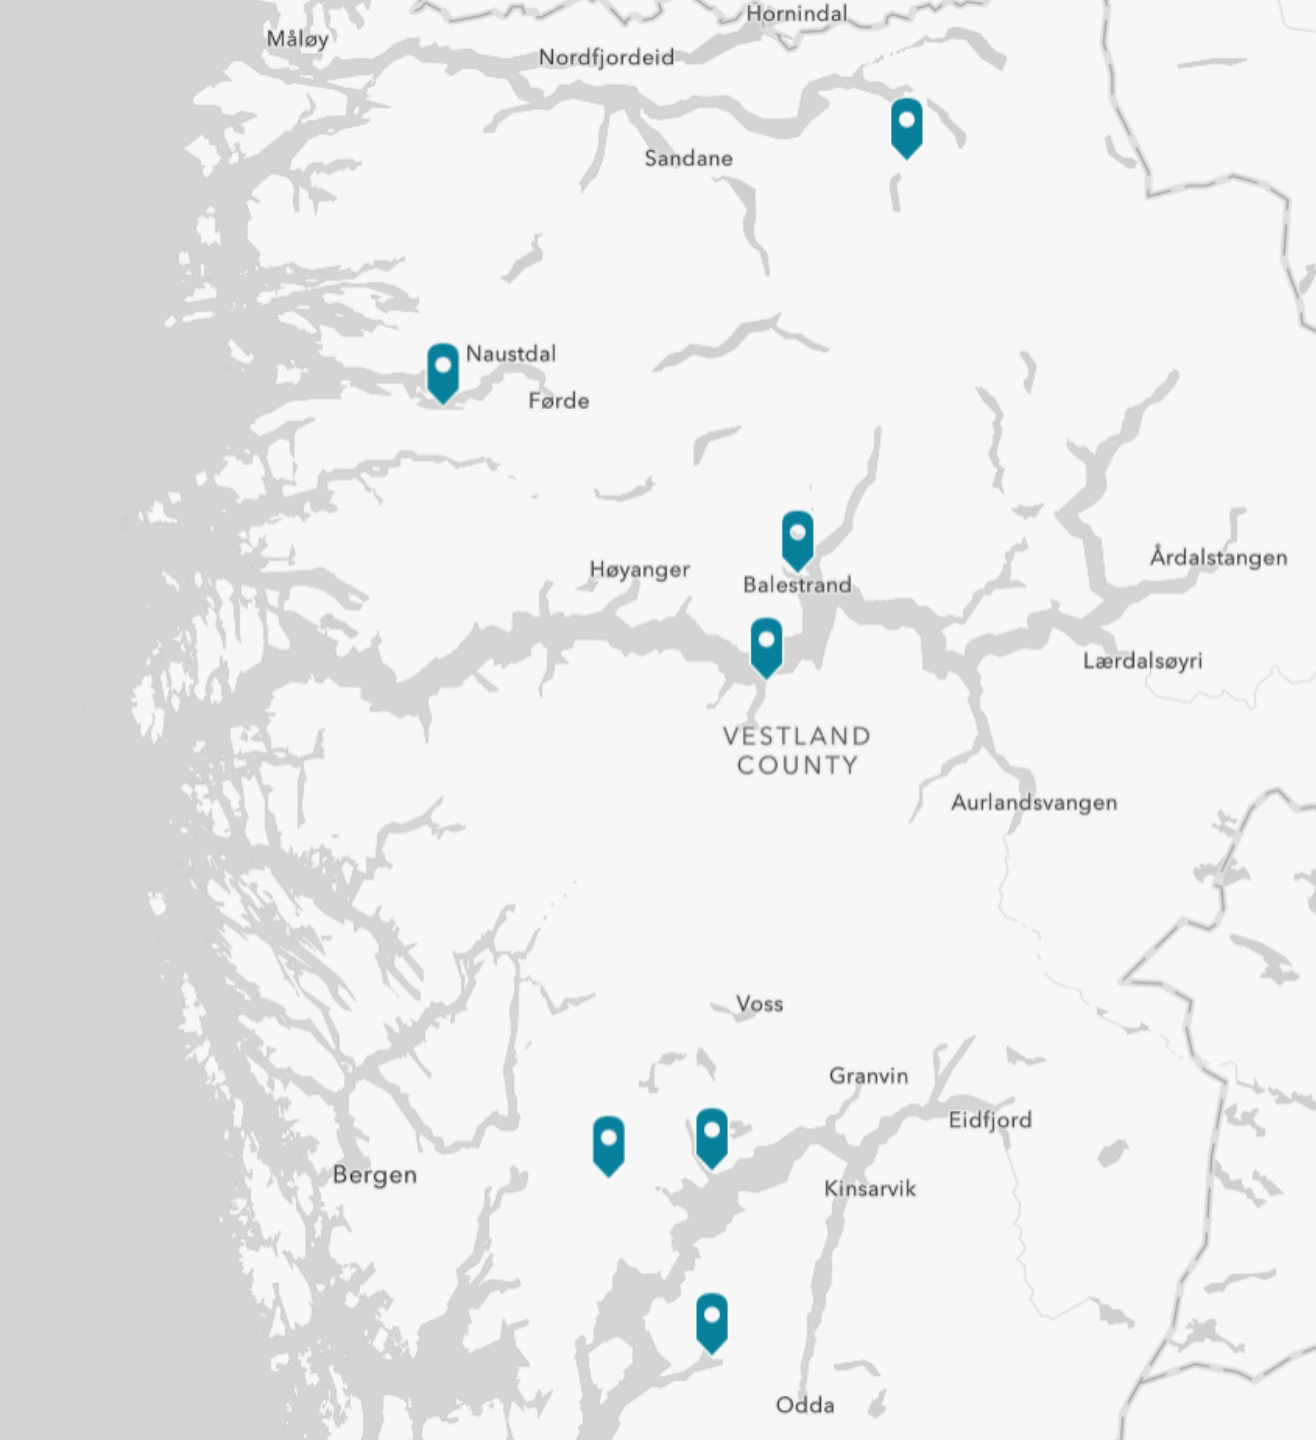 Hornindal
Måløy
Nordfjordeid
Sandane
Naustdal
Førde
Årdalstangen
Høyanger
Balestrand
Lærdalsøyri
VESTLAND
COUNTY
Aurlandsvangen
Voss
Granvin
Eidfjord
Bergen
Kinsarvik
Odda